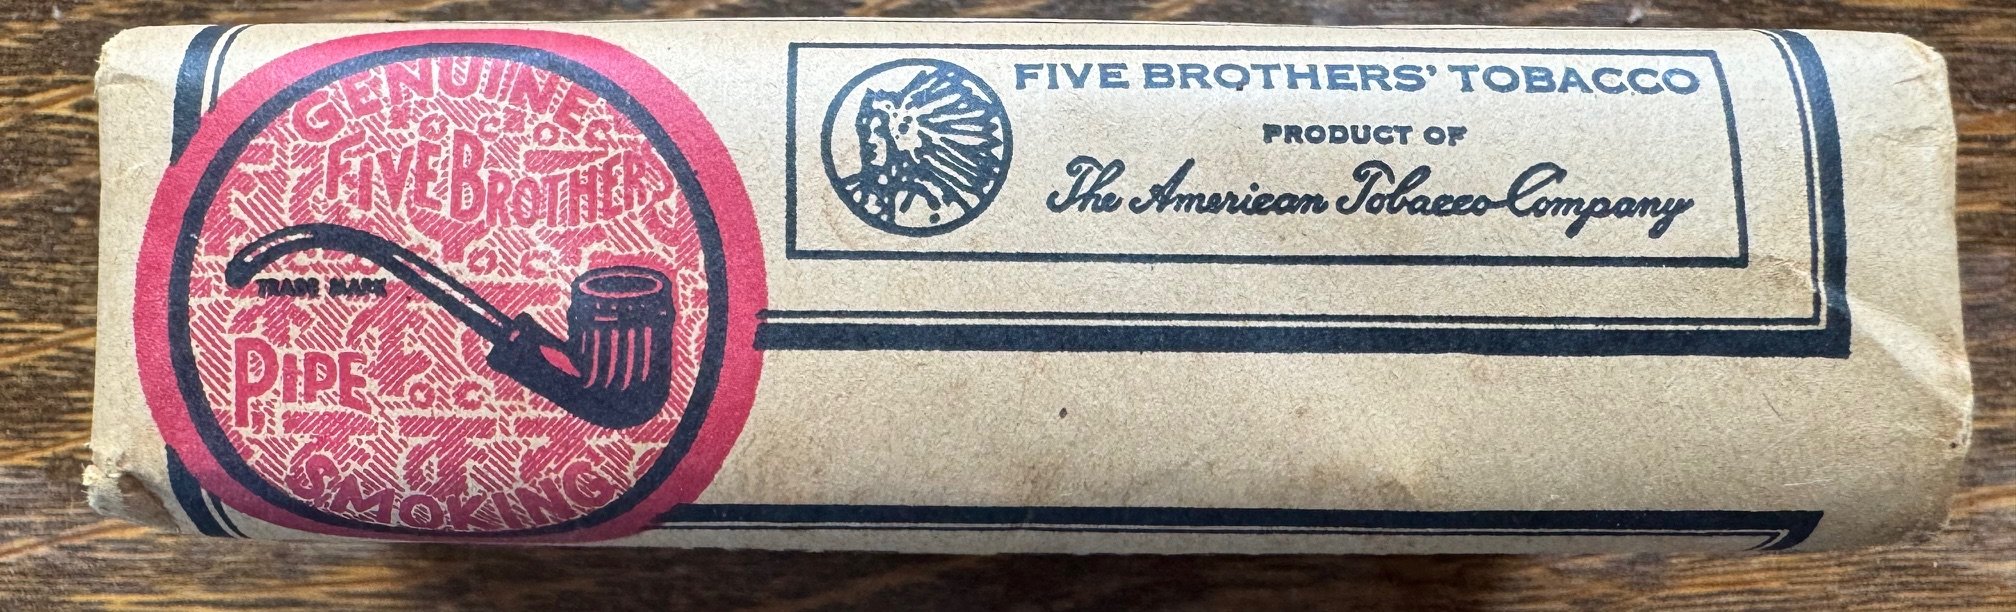 GENUINE
FIVE BROTHERS
TRADE MARK
PIPE
SMOKING
FIVE BROTHERS' TOBACCO
PRODUCT OF
The American Tobacco Company